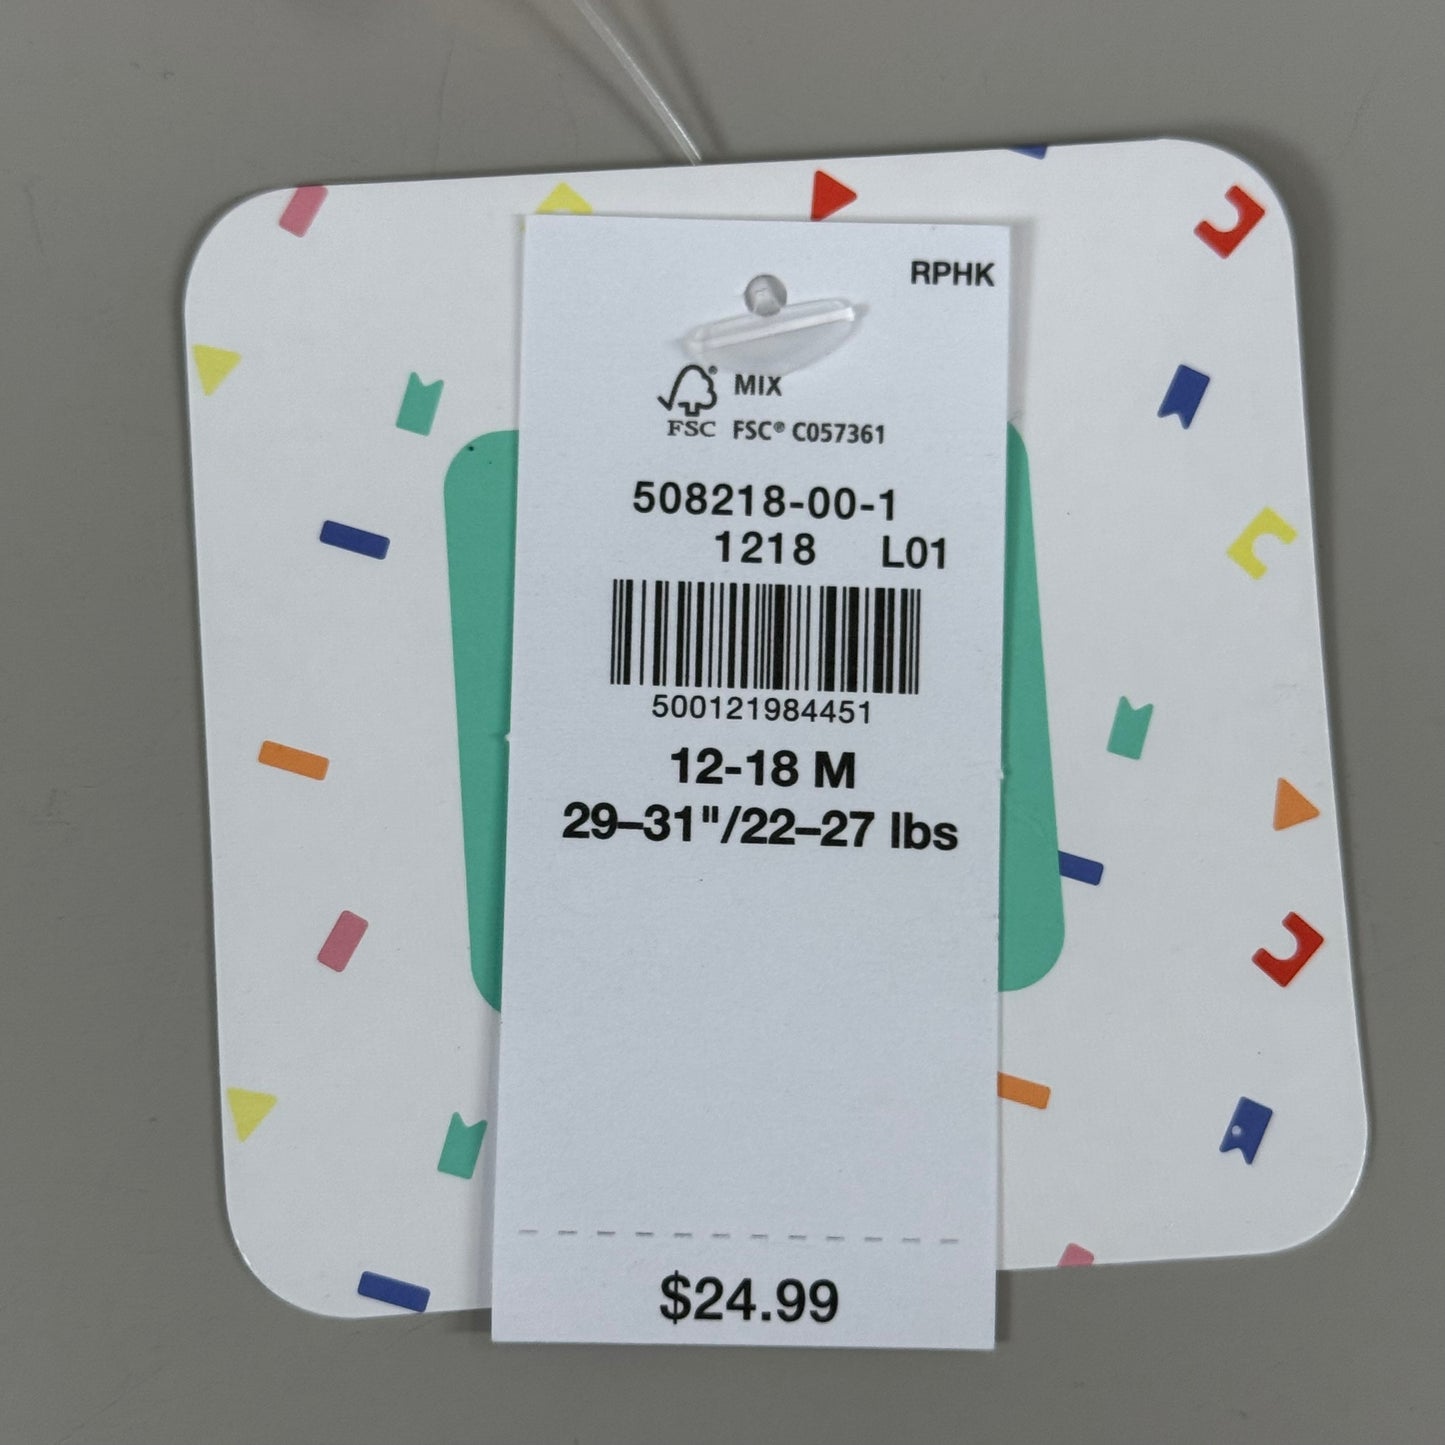 RPHK
MIX
FSC FSC® C057361
508218-00-1
1218 L01
500121984451
12-18 M
29–31"/22–27 lbs
$24.99